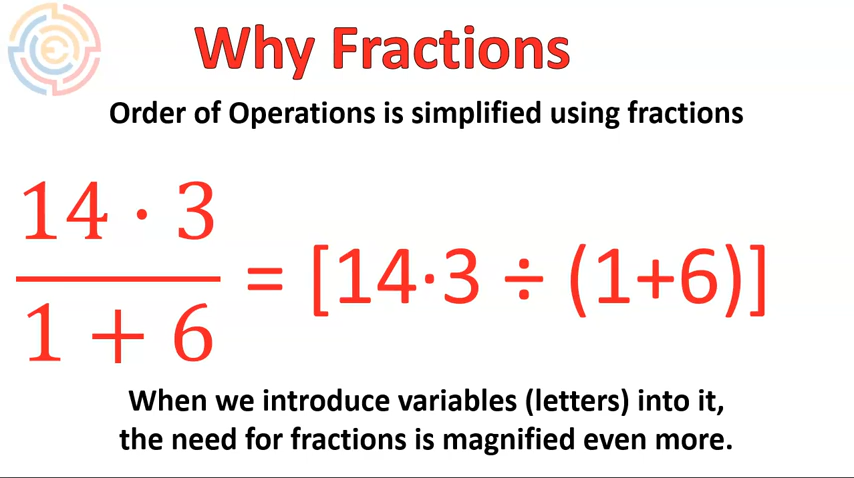 Why Fractions
Order of Operations is simplified using fractions
14 · 3
1 + 6
= [14·3 ÷ (1+6)]
When we introduce variables (letters) into it,
the need for fractions is magnified even more.